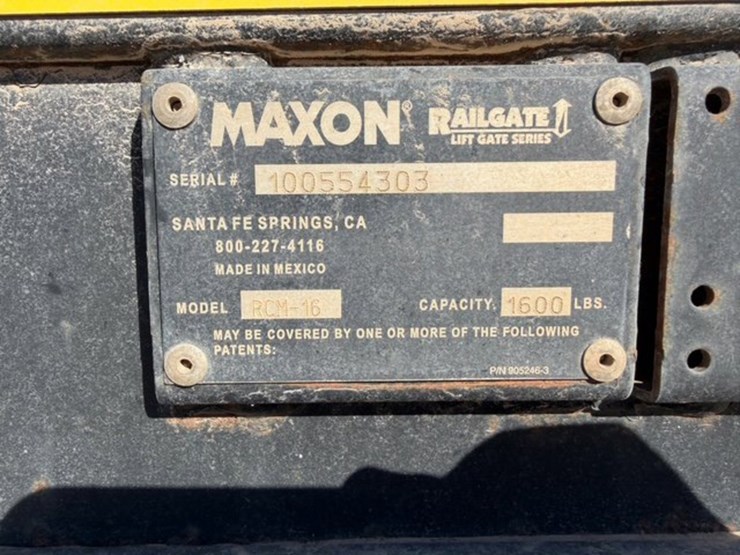 MAXON® RAILGATE
LIFT GATE SERIES
SERIAL # 100554303
SANTA FE SPRINGS, CA
800-227-4116
MADE IN MEXICO
MODEL RCM-16 CAPACITY. 1600 LBS.
MAY BE COVERED BY ONE OR MORE OF THE FOLLOWING
PATENTS:
P/N 905246-3